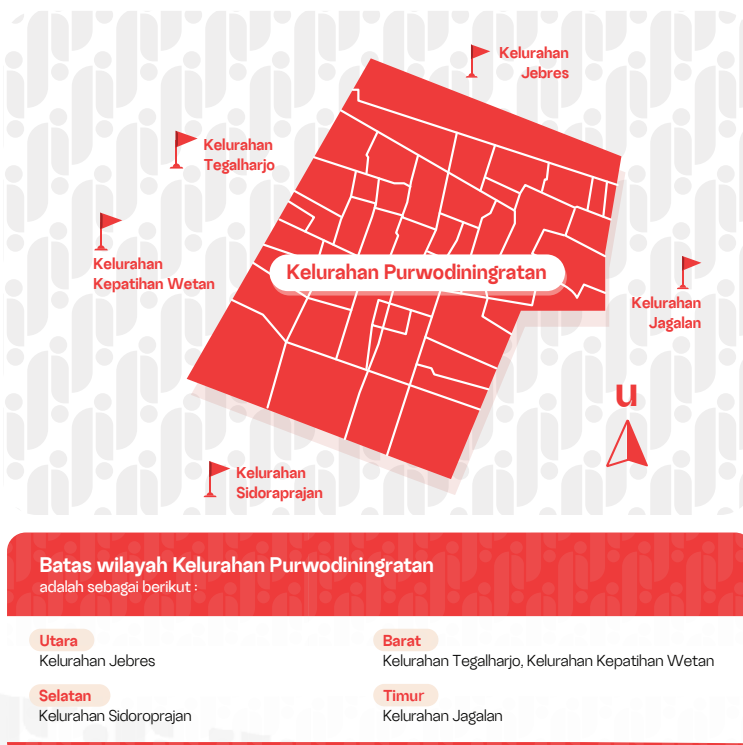 Kelurahan
Jebres
Kelurahan
Tegalharjo
Kelurahan
Kepatihan Wetan
Kelurahan Purwodiningratan
Kelurahan
Jagalan
u
Kelurahan
Sidoraprajan
Batas wilayah Kelurahan Purwodiningratan
adalah sebagai berikut :
Utara
Kelurahan Jebres
Barat
Kelurahan Tegalharjo, Kelurahan Kepatihan Wetan
Selatan
Kelurahan Sidoroprajan
Timur
Kelurahan Jagalan